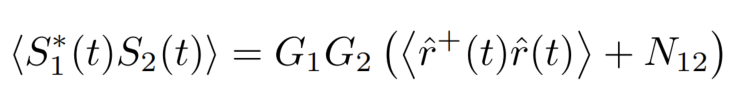 ⟨S₁*(t)S₂(t)⟩ = G₁G₂ (⟨r̂⁺(t)r̂(t)⟩ + N₁₂)